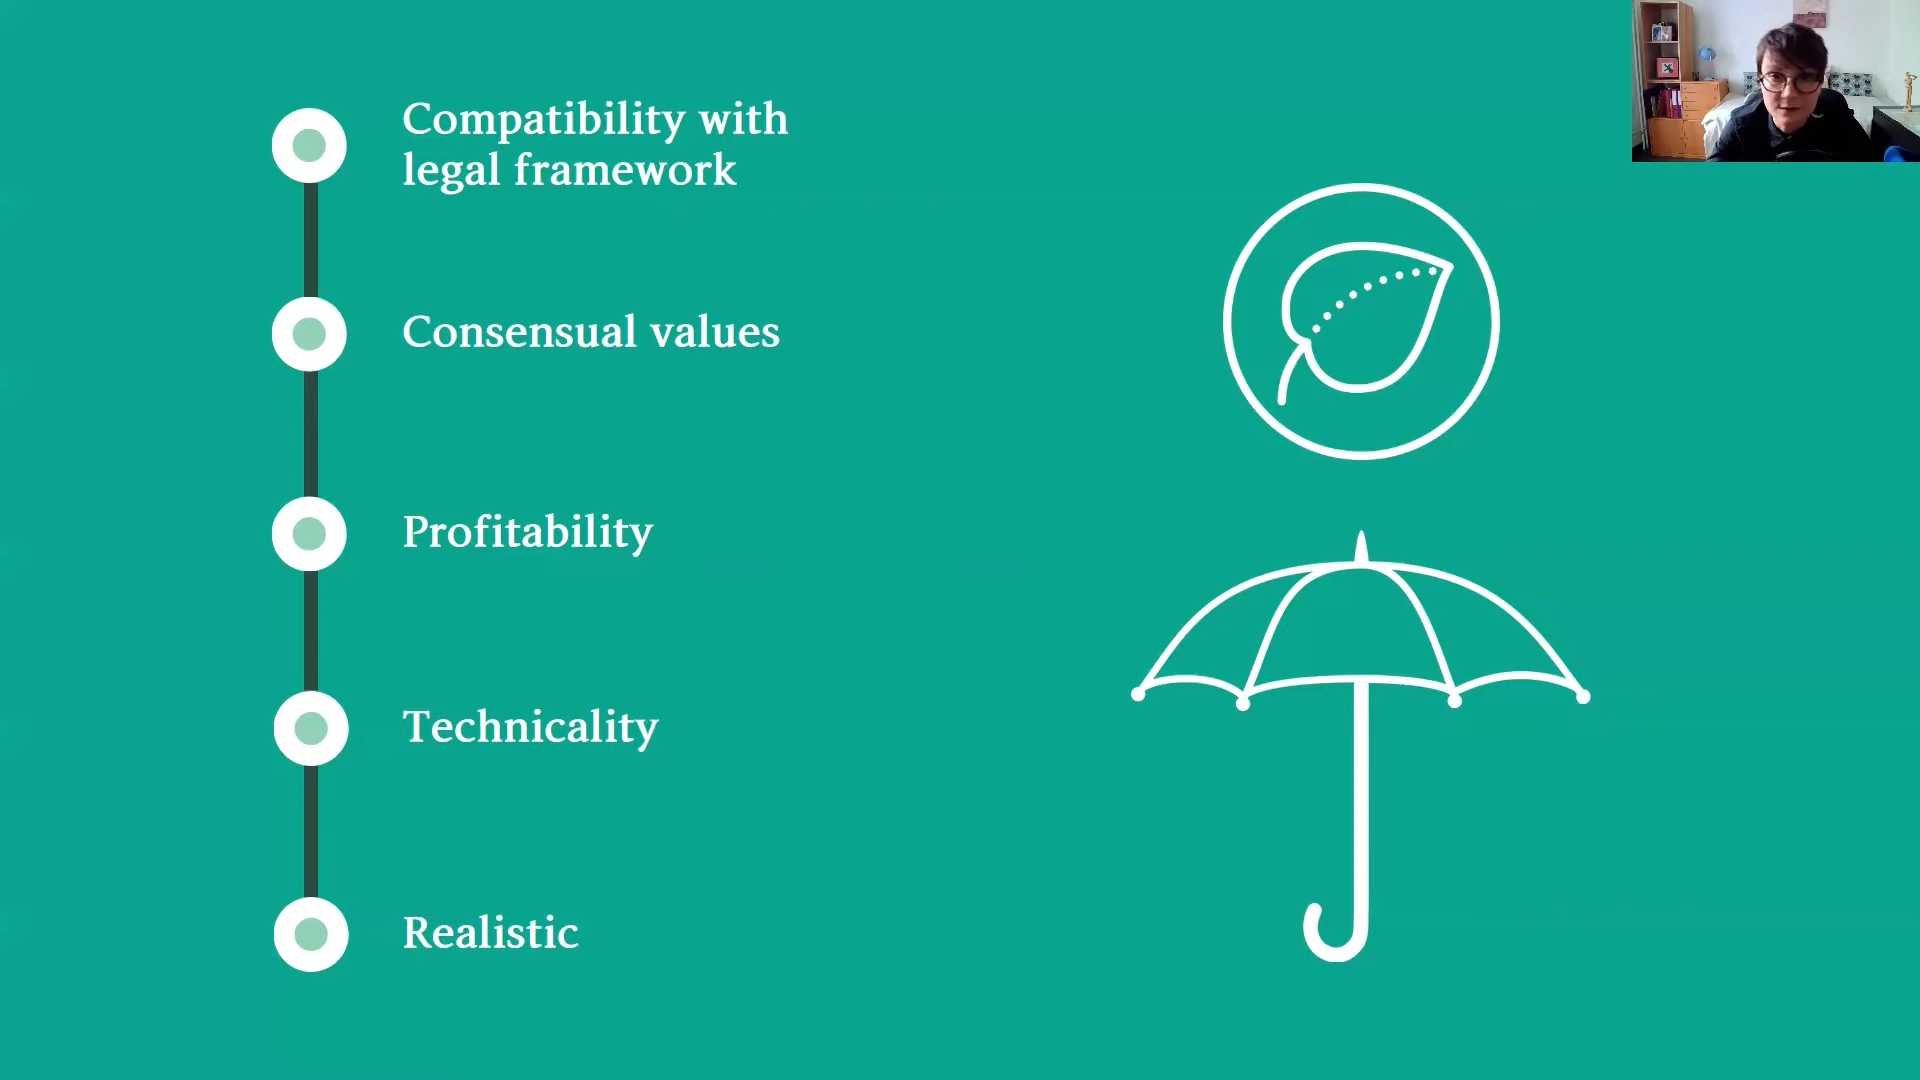 Compatibility with
legal framework
Consensual values
Profitability
Technicality
Realistic